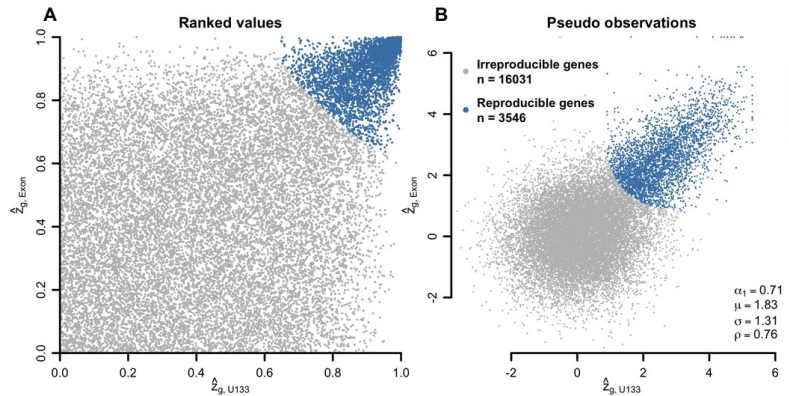 A
Ranked values
1.0
0.8
0.6
0.4
0.2
0.0
Ẑg, Exon
0.0 0.2 0.4 0.6 0.8 1.0
Ẑg, U133
B
Pseudo observations
6
4
2
0
-2
Ẑg, Exon
Irreproducible genes
n = 16031
Reproducible genes
n = 3546
α1 = 0.71
μ = 1.83
σ = 1.31
ρ = 0.76
-2 0 2 4 6
Ẑg, U133